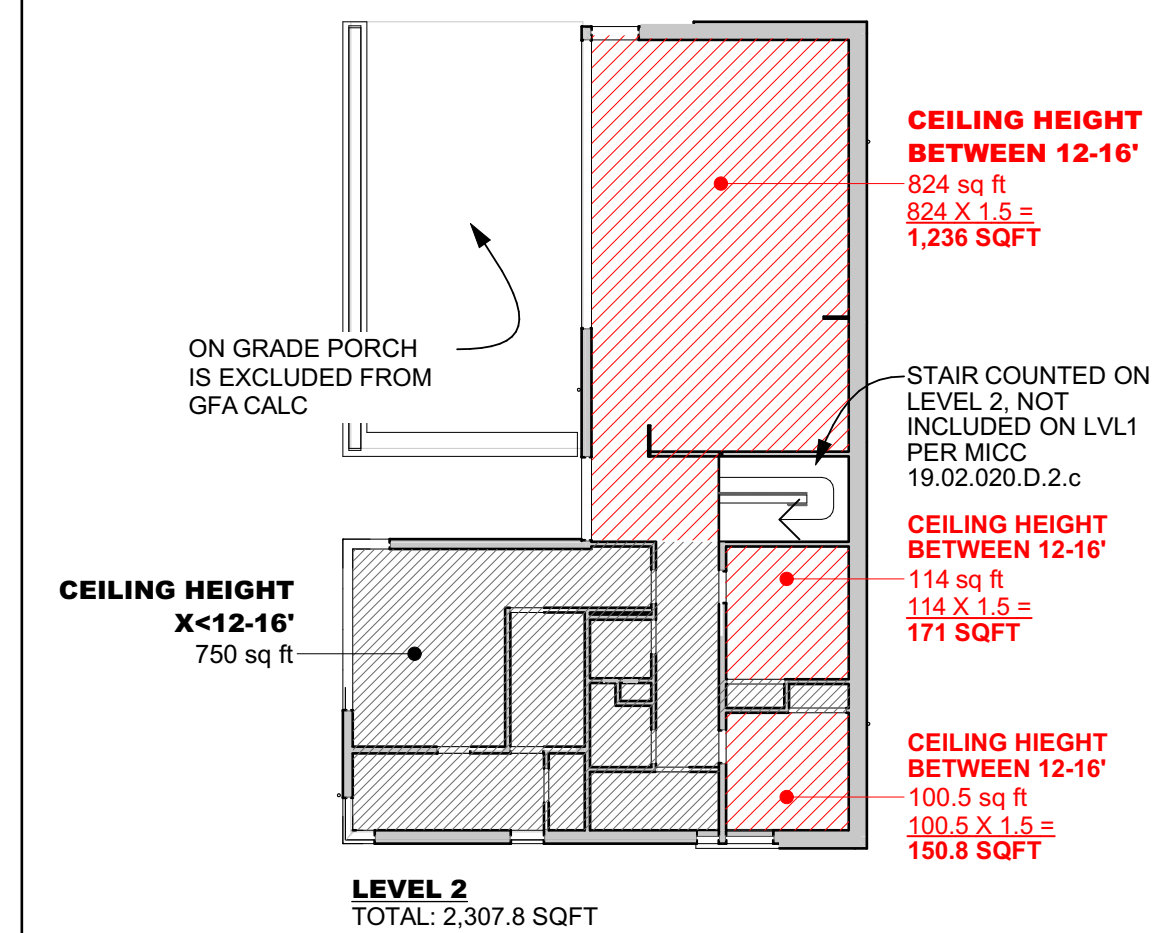 CEILING HEIGHT
BETWEEN 12-16'
824 sq ft
824 X 1.5 =
1,236 SQFT
ON GRADE PORCH
IS EXCLUDED FROM
GFA CALC
STAIR COUNTED ON
LEVEL 2, NOT
INCLUDED ON LVL1
PER MICC
19.02.020.D.2.c
CEILING HEIGHT
BETWEEN 12-16'
114 sq ft
114 X 1.5 =
171 SQFT
CEILING HEIGHT
X<12-16'
750 sq ft
CEILING HIEGHT
BETWEEN 12-16'
100.5 sq ft
100.5 X 1.5 =
150.8 SQFT
LEVEL 2
TOTAL: 2,307.8 SQFT